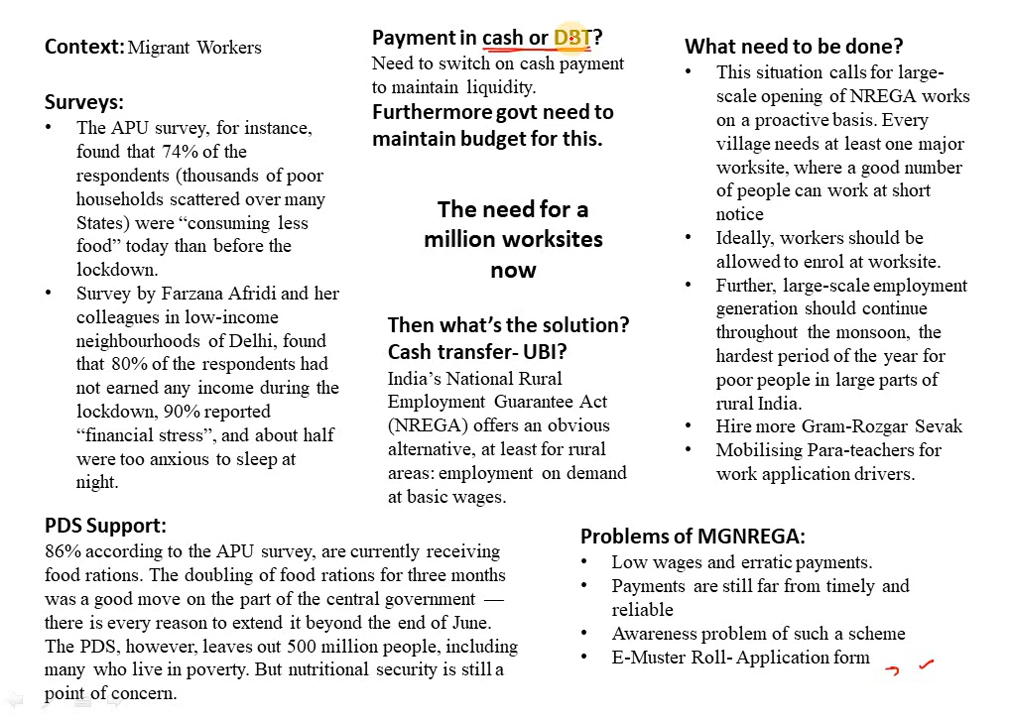 Context: Migrant Workers
Surveys:
• The APU survey, for instance,
found that 74% of the
respondents (thousands of poor
households scattered over many
States) were “consuming less
food” today than before the
lockdown.
• Survey by Farzana Afridi and her
colleagues in low-income
neighbourhoods of Delhi, found
that 80% of the respondents had
not earned any income during the
lockdown, 90% reported
“financial stress”, and about half
were too anxious to sleep at
night.
PDS Support:
86% according to the APU survey, are currently receiving
food rations. The doubling of food rations for three months
was a good move on the part of the central government —
there is every reason to extend it beyond the end of June.
The PDS, however, leaves out 500 million people, including
many who live in poverty. But nutritional security is still a
point of concern.
Payment in cash or DBT?
Need to switch on cash payment
to maintain liquidity.
Furthermore govt need to
maintain budget for this.
The need for a
million worksites
now
Then what’s the solution?
Cash transfer- UBI?
India’s National Rural
Employment Guarantee Act
(NREGA) offers an obvious
alternative, at least for rural
areas: employment on demand
at basic wages.
What need to be done?
• This situation calls for large-
scale opening of NREGA works
on a proactive basis. Every
village needs at least one major
worksite, where a good number
of people can work at short
notice
• Ideally, workers should be
allowed to enrol at worksite.
• Further, large-scale employment
generation should continue
throughout the monsoon, the
hardest period of the year for
poor people in large parts of
rural India.
• Hire more Gram-Rozgar Sevak
• Mobilising Para-teachers for
work application drivers.
Problems of MGNREGA:
• Low wages and erratic payments.
• Payments are still far from timely and
reliable
• Awareness problem of such a scheme
• E-Muster Roll- Application form